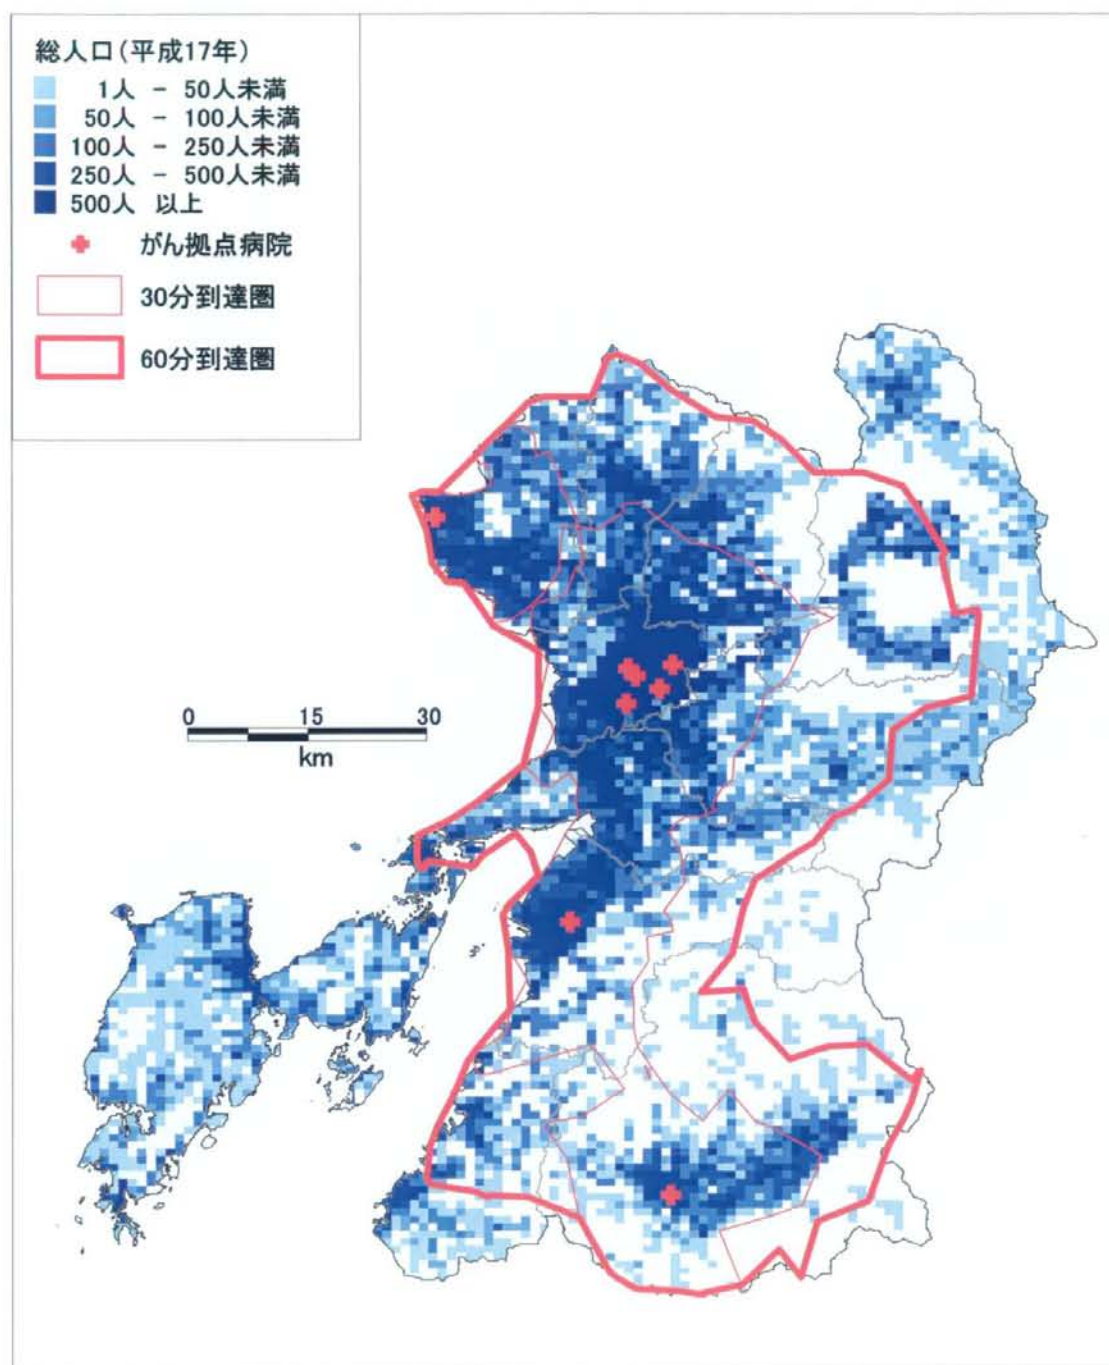 総人口(平成17年)
1人 - 50人未満
50人 - 100人未満
100人 - 250人未満
250人 - 500人未満
500人 以上
がん拠点病院
30分到達圏
60分到達圏
0 15 30
km